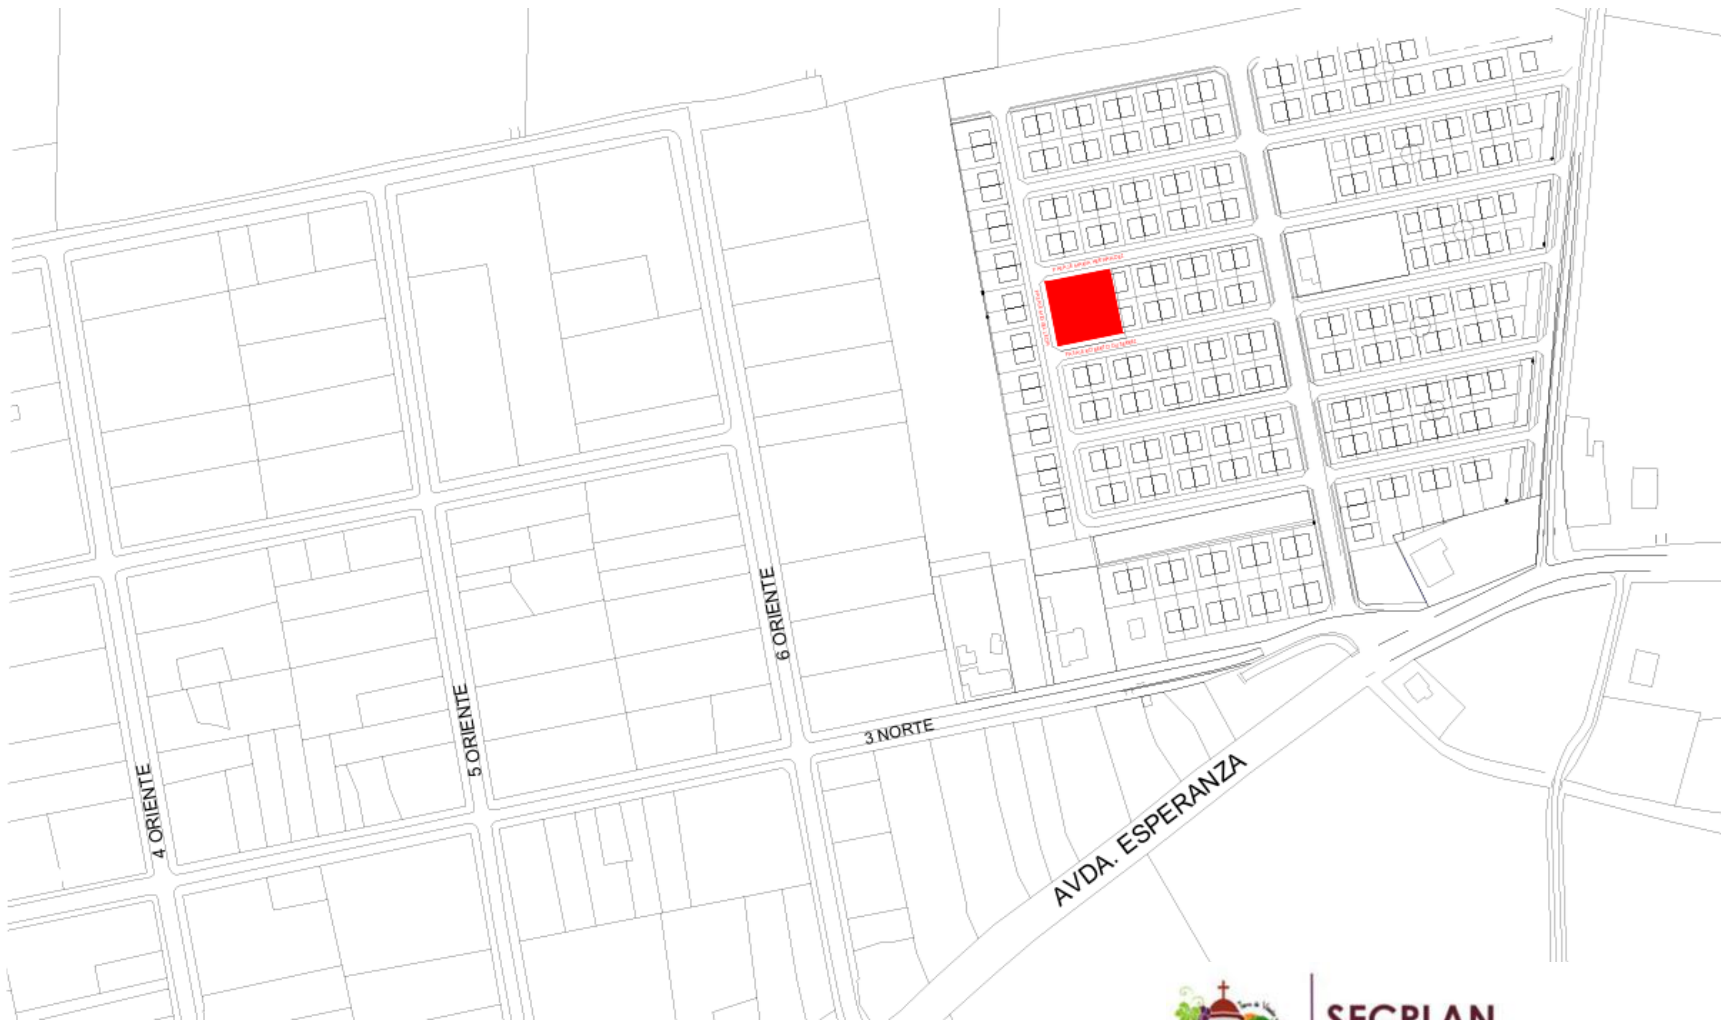 6 ORIENTE
5 ORIENTE
3 NORTE
4 ORIENTE
AVDA. ESPERANZA
SECPLAN